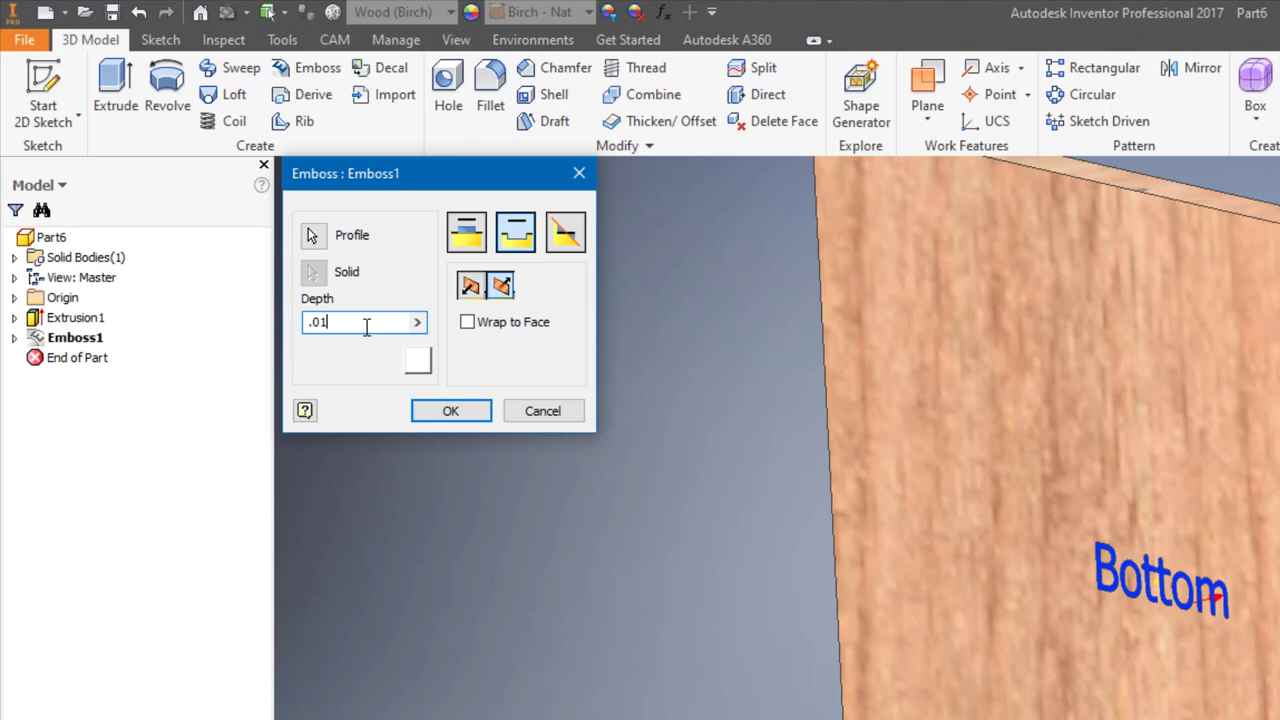 Wood (Birch) Birch - Nat Autodesk Inventor Professional 2017 Part6
PRO
File 3D Model Sketch Inspect Tools CAM Manage View Environments Get Started Autodesk A360
Start
2D Sketch
Extrude
Revolve
Sweep
Loft
Coil
Emboss
Derive
Rib
Decal
Import
Hole
Fillet
Chamfer
Shell
Draft
Thread
Combine
Thicken/ Offset
Split
Direct
Delete Face
Shape
Generator
Plane
Axis
Point
UCS
Rectangular
Circular
Sketch Driven
Mirror
Box
Sketch Create Modify Explore Work Features Pattern Creat
Model
Part6
Solid Bodies(1)
View: Master
Origin
Extrusion1
Emboss1
End of Part
Emboss : Emboss1
Profile
Solid
Depth
.01
Wrap to Face
OK Cancel
Bottom